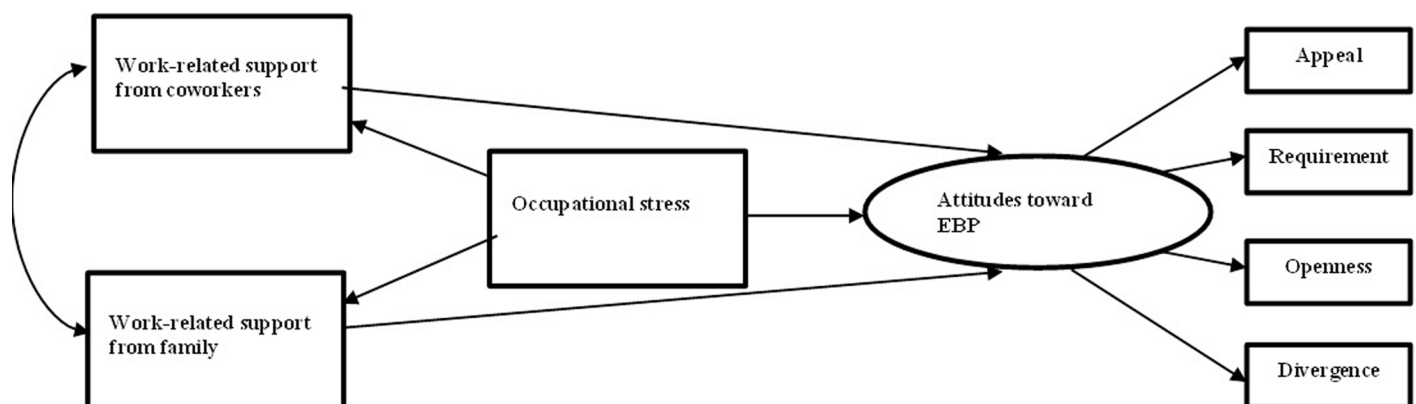 Work-related support
from coworkers
Occupational stress
Work-related support
from family
Attitudes toward
EBP
Appeal
Requirement
Openness
Divergence